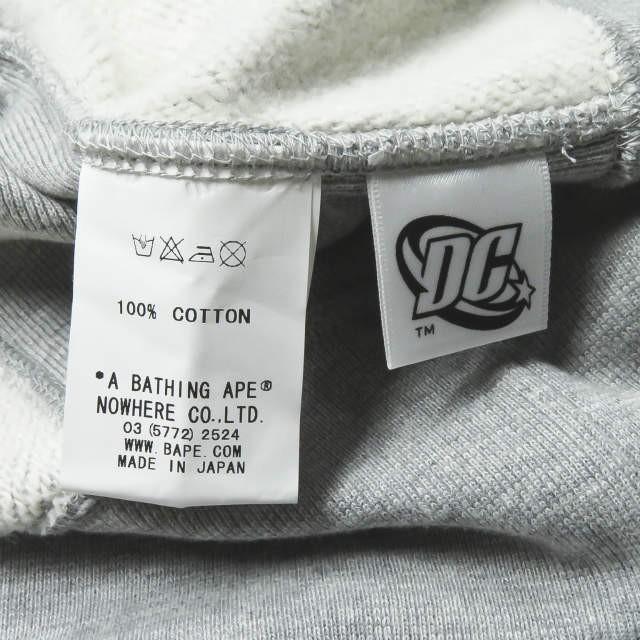 100% COTTON
*A BATHING APE®
NOWHERE CO.,LTD.
03 (5772) 2524
WWW.BAPE.COM
MADE IN JAPAN
DC
TM